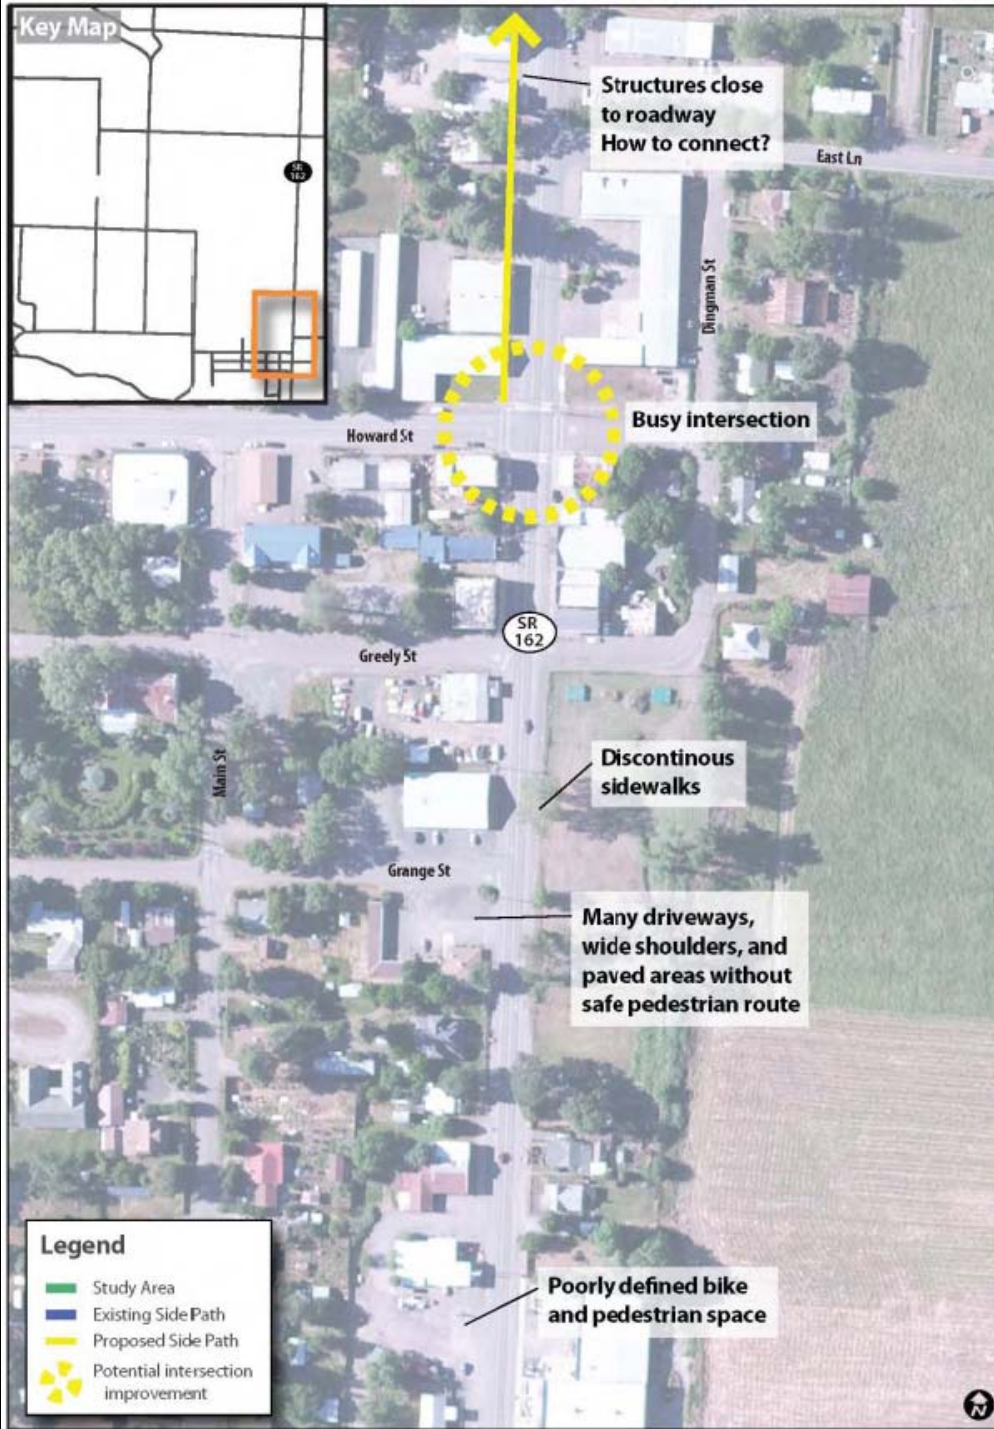 Key Map
SR
162
Structures close
to roadway
How to connect?
East Ln
Dingman St
Busy intersection
Howard St
SR
162
Greely St
Main St
Discontinous
sidewalks
Grange St
Many driveways,
wide shoulders, and
paved areas without
safe pedestrian route
Poorly defined bike
and pedestrian space
Legend
Study Area
Existing Side Path
Proposed Side Path
Potential intersection
improvement
N